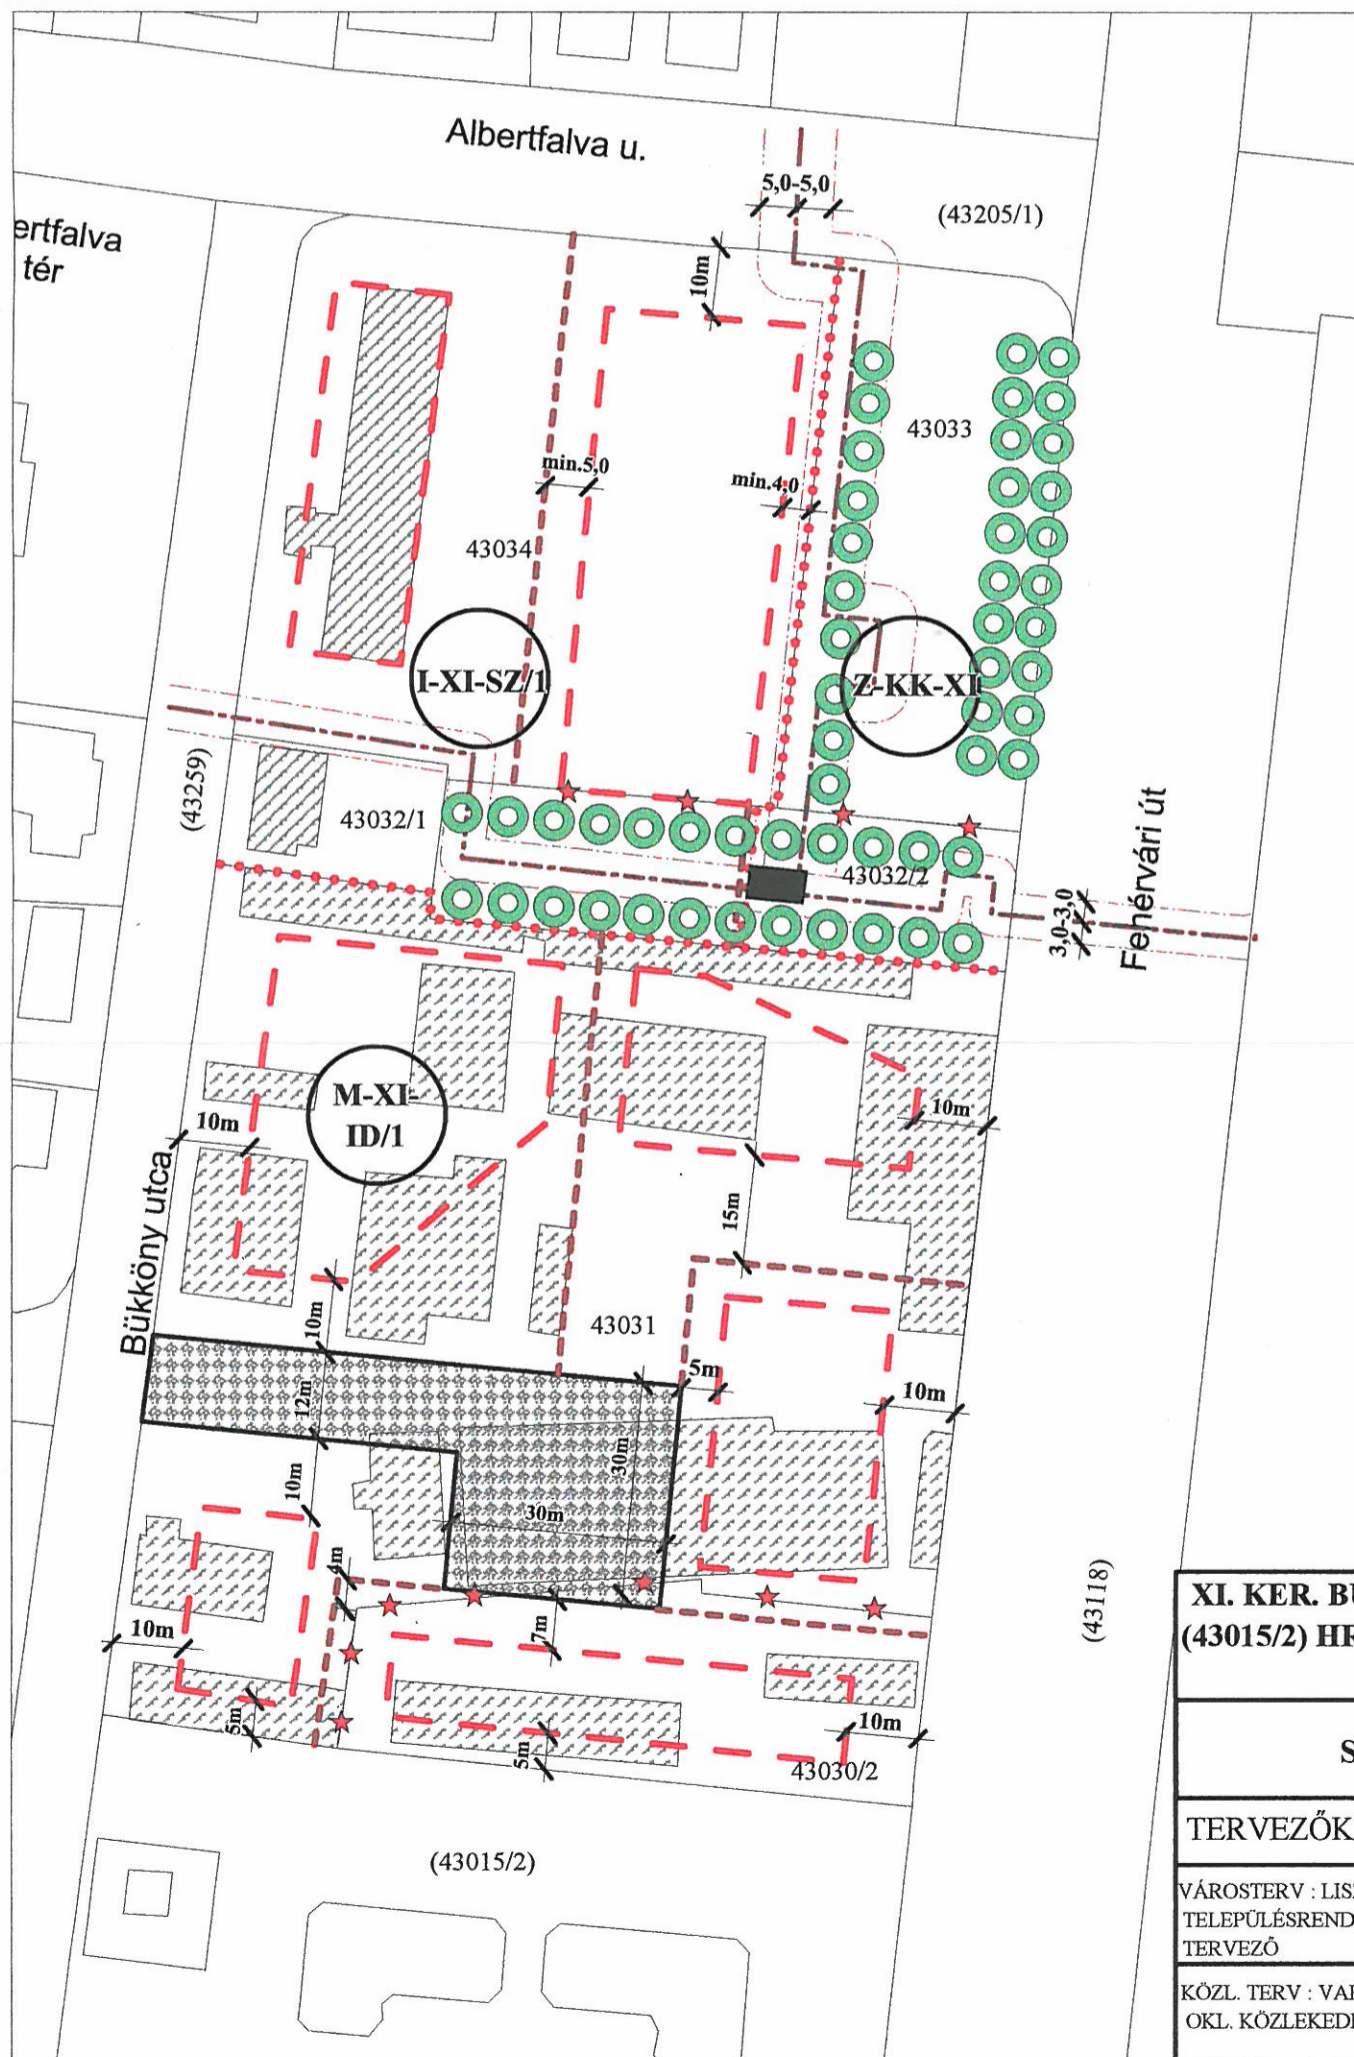 Albertfalva u.
5,0-5,0
(43205/1)
ertfalva
tér
10m
43033
min.5,0
min.4,0
43034
I-XI-SZ/1
Z-KK-XI
(43259)
43032/1
43032/2
3,0-3,0
Fehérvári út
M-XI-
ID/1
10m
10m
15m
Bükköny utca
10m
43031
5m
10m
12m
30m
10m
30m
4m
(43118)
7m
10m
5m
10m
5m
43030/2
(43015/2)
XI. KER. BÜ
(43015/2) HR
S
TERVEZŐK
VÁROSTERV : LIS
TELEPÜLÉSREND
TERVEZŐ
KÖZL. TERV : VAR
OKL. KÖZLEKED